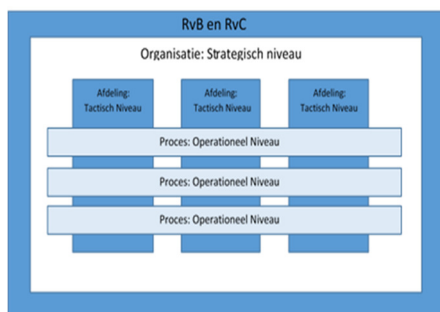 RvB en RvC
Organisatie: Strategisch niveau
Afdeling:
Tactisch Niveau
Afdeling:
Tactisch Niveau
Afdeling:
Tactisch Niveau
Proces: Operationeel Niveau
Proces: Operationeel Niveau
Proces: Operationeel Niveau